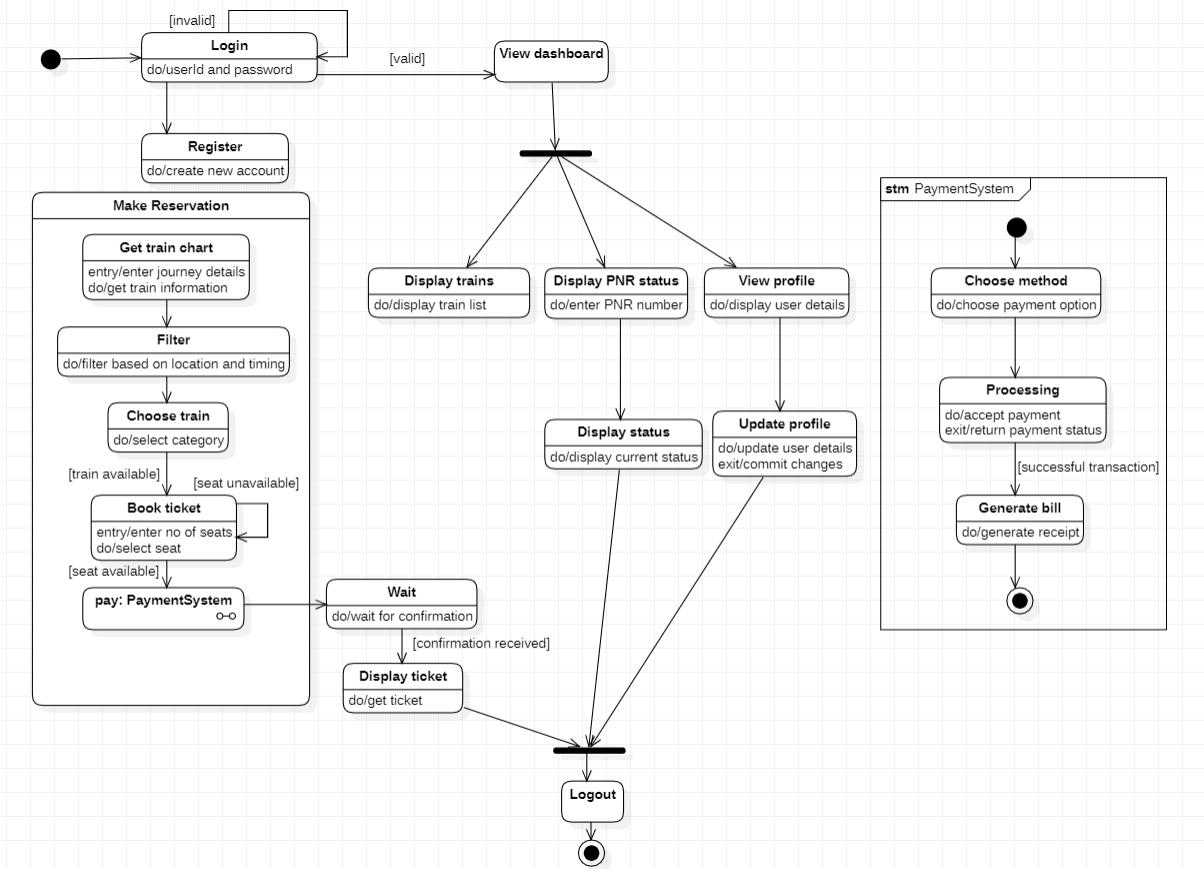 [invalid]
Login
do/userId and password
[valid]
View dashboard
Register
do/create new account
Make Reservation
Get train chart
entry/enter journey details
do/get train information
Filter
do/filter based on location and timing
Choose train
do/select category
[train available]
[seat unavailable]
Book ticket
entry/enter no of seats
do/select seat
[seat available]
pay: PaymentSystem
Wait
do/wait for confirmation
[confirmation received]
Display ticket
do/get ticket
Display trains
do/display train list
Display PNR status
do/enter PNR number
View profile
do/display user details
Display status
do/display current status
Update profile
do/update user details
exit/commit changes
Logout
stm PaymentSystem
Choose method
do/choose payment option
Processing
do/accept payment
exit/return payment status
[successful transaction]
Generate bill
do/generate receipt